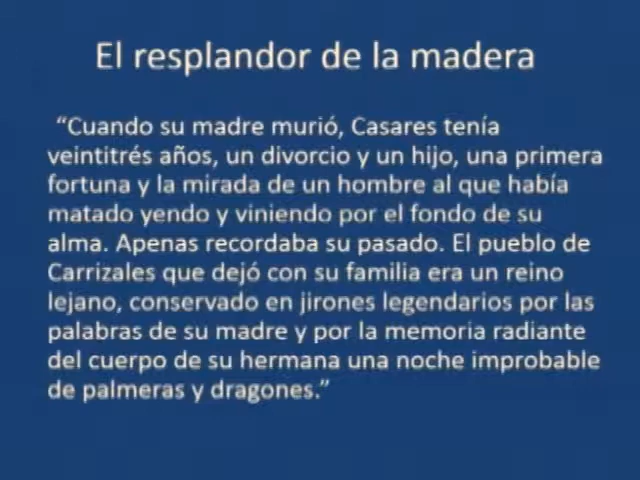 El resplandor de la madera
“Cuando su madre murió, Casares tenía
veintitrés años, un divorcio y un hijo, una primera
fortuna y la mirada de un hombre al que había
matado yendo y viniendo por el fondo de su
alma. Apenas recordaba su pasado. El pueblo de
Carrizales que dejó con su familia era un reino
lejano, conservado en jirones legendarios por las
palabras de su madre y por la memoria radiante
del cuerpo de su hermana una noche improbable
de palmeras y dragones.”